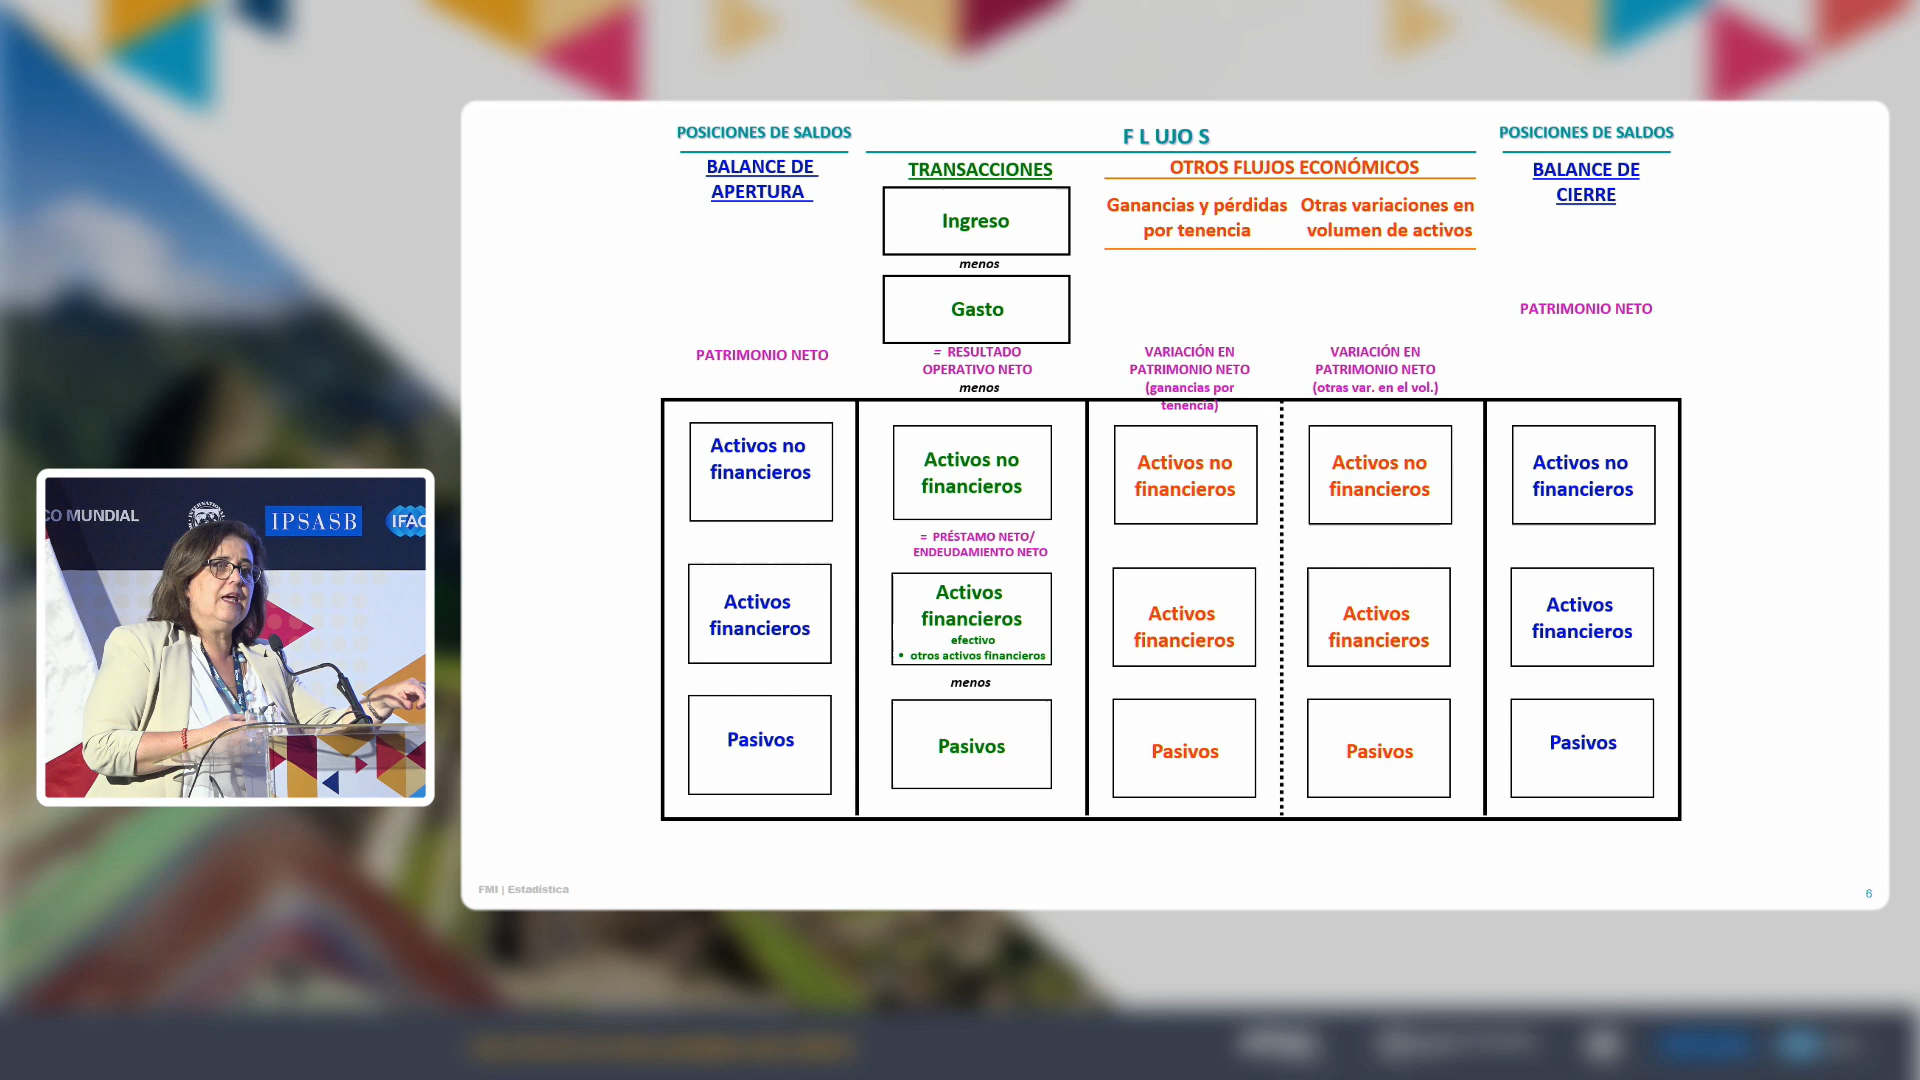 POSICIONES DE SALDOS
BALANCE DE
APERTURA
F L UJO S
TRANSACCIONES
OTROS FLUJOS ECONÓMICOS
Ganancias y pérdidas
por tenencia
Otras variaciones en
volumen de activos
POSICIONES DE SALDOS
BALANCE DE
CIERRE
Ingreso
menos
Gasto
PATRIMONIO NETO
PATRIMONIO NETO
= RESULTADO
OPERATIVO NETO
menos
VARIACIÓN EN
PATRIMONIO NETO
(ganancias por
tenencia)
VARIACIÓN EN
PATRIMONIO NETO
(otras var. en el vol.)
Activos no
financieros
Activos no
financieros
Activos no
financieros
Activos no
financieros
Activos no
financieros
= PRÉSTAMO NETO/
ENDEUDAMIENTO NETO
Activos
financieros
Activos
financieros
efectivo
• otros activos financieros
Activos
financieros
Activos
financieros
Activos
financieros
menos
Pasivos
Pasivos
Pasivos
Pasivos
Pasivos
FMI | Estadística
6
CO MUNDIAL
IPSASB
IFAC